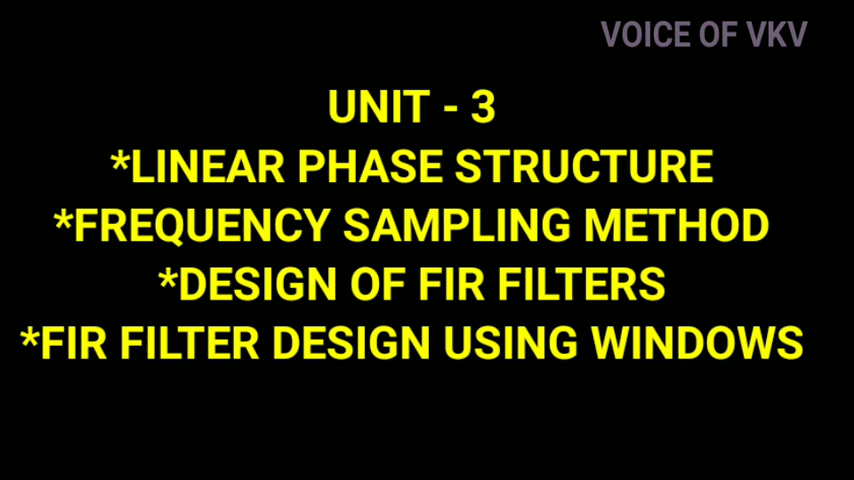 VOICE OF VKV
UNIT - 3
*LINEAR PHASE STRUCTURE
*FREQUENCY SAMPLING METHOD
*DESIGN OF FIR FILTERS
*FIR FILTER DESIGN USING WINDOWS